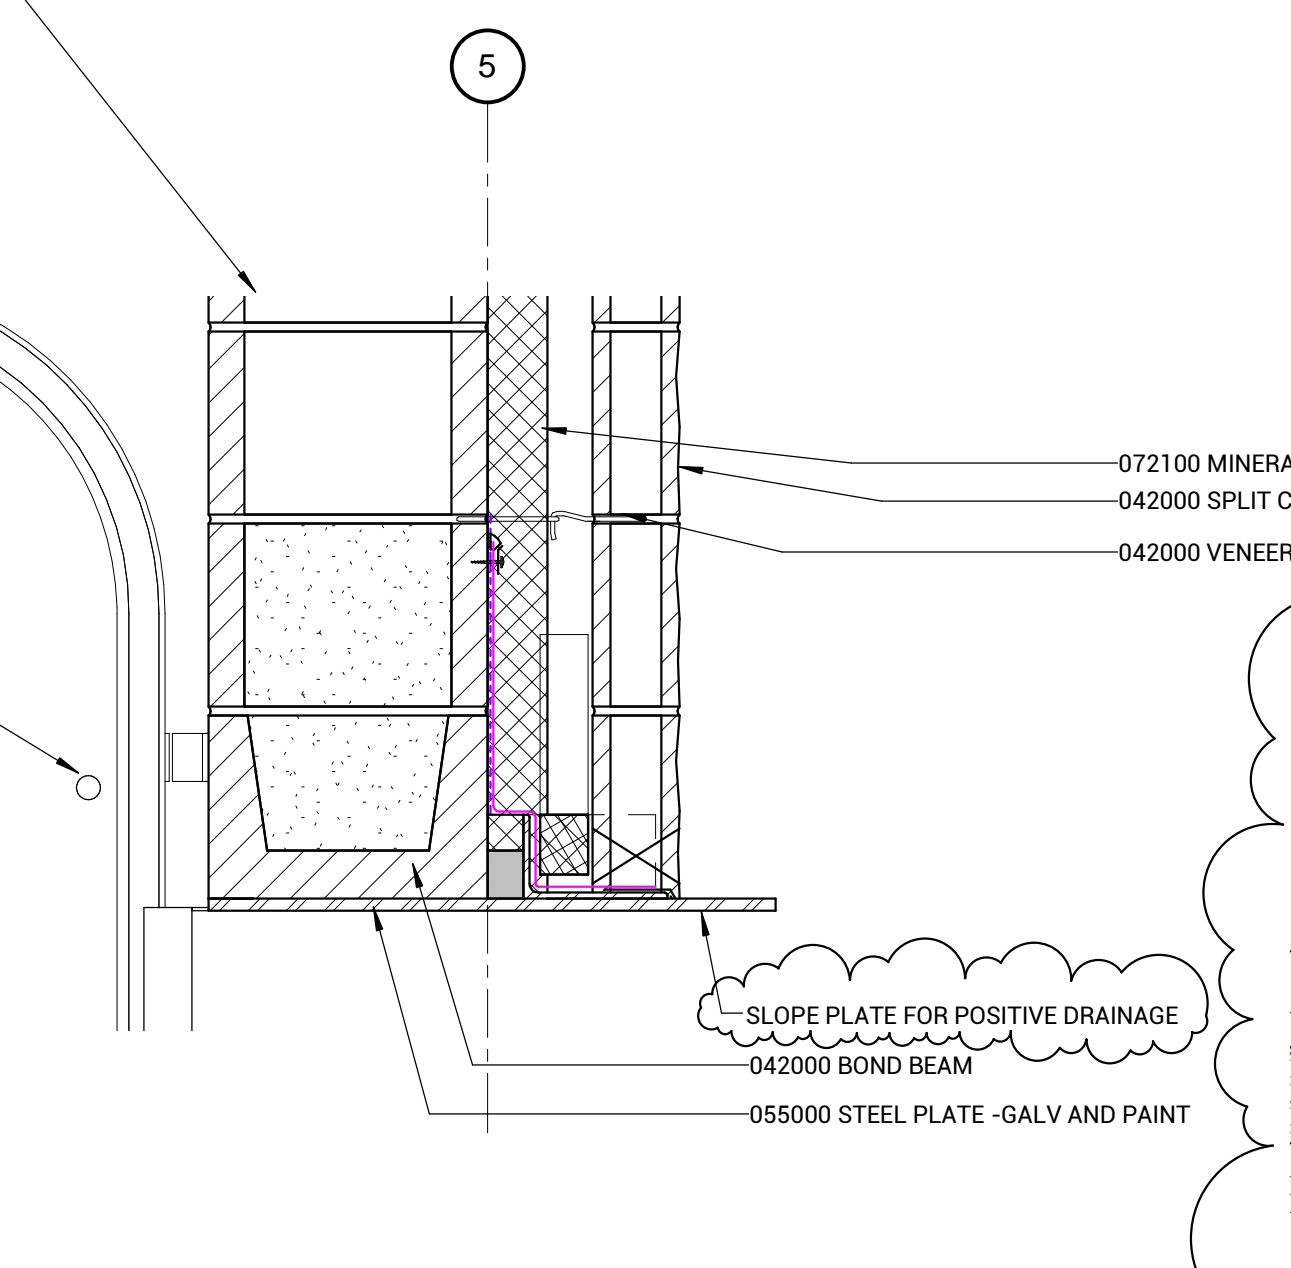 5
072100 MINERA
042000 SPLIT C
042000 VENEER
SLOPE PLATE FOR POSITIVE DRAINAGE
042000 BOND BEAM
055000 STEEL PLATE -GALV AND PAINT